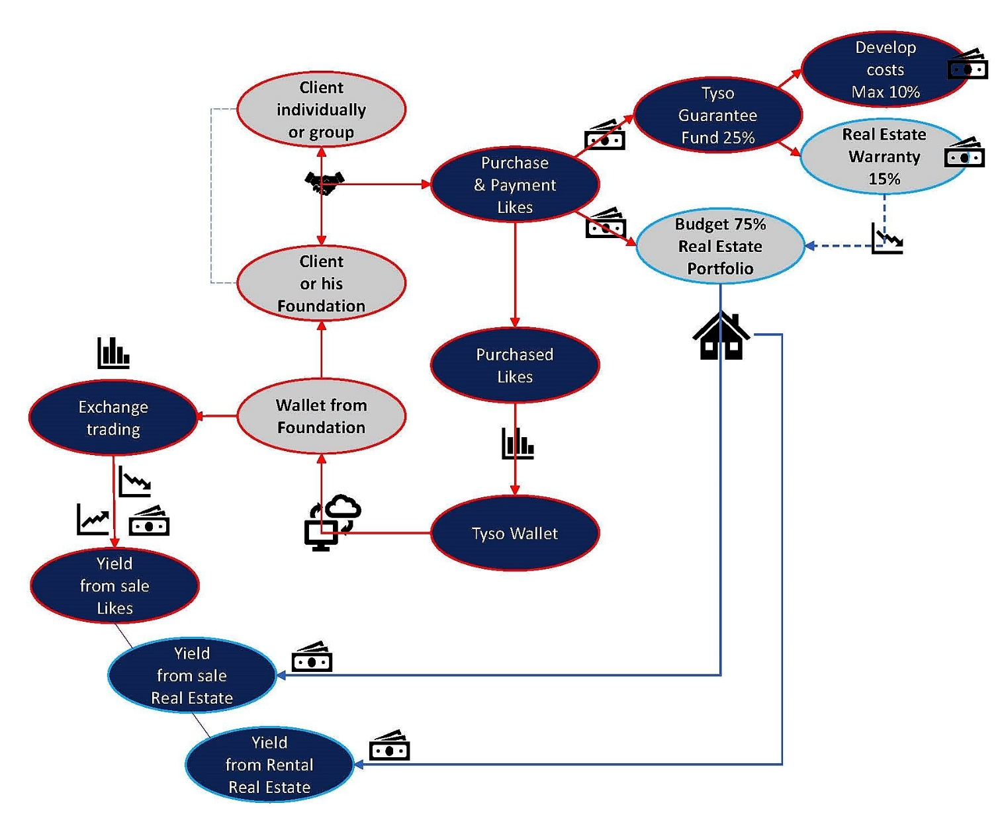 Develop
costs
Max 10%
Client
individually
or group
Tyso
Guarantee
Fund 25%
Real Estate
Warranty
15%
Purchase
& Payment
Likes
Budget 75%
Real Estate
Portfolio
Client
or his
Foundation
Purchased
Likes
Exchange
trading
Wallet from
Foundation
Tyso Wallet
Yield
from sale
Likes
Yield
from sale
Real Estate
Yield
from Rental
Real Estate